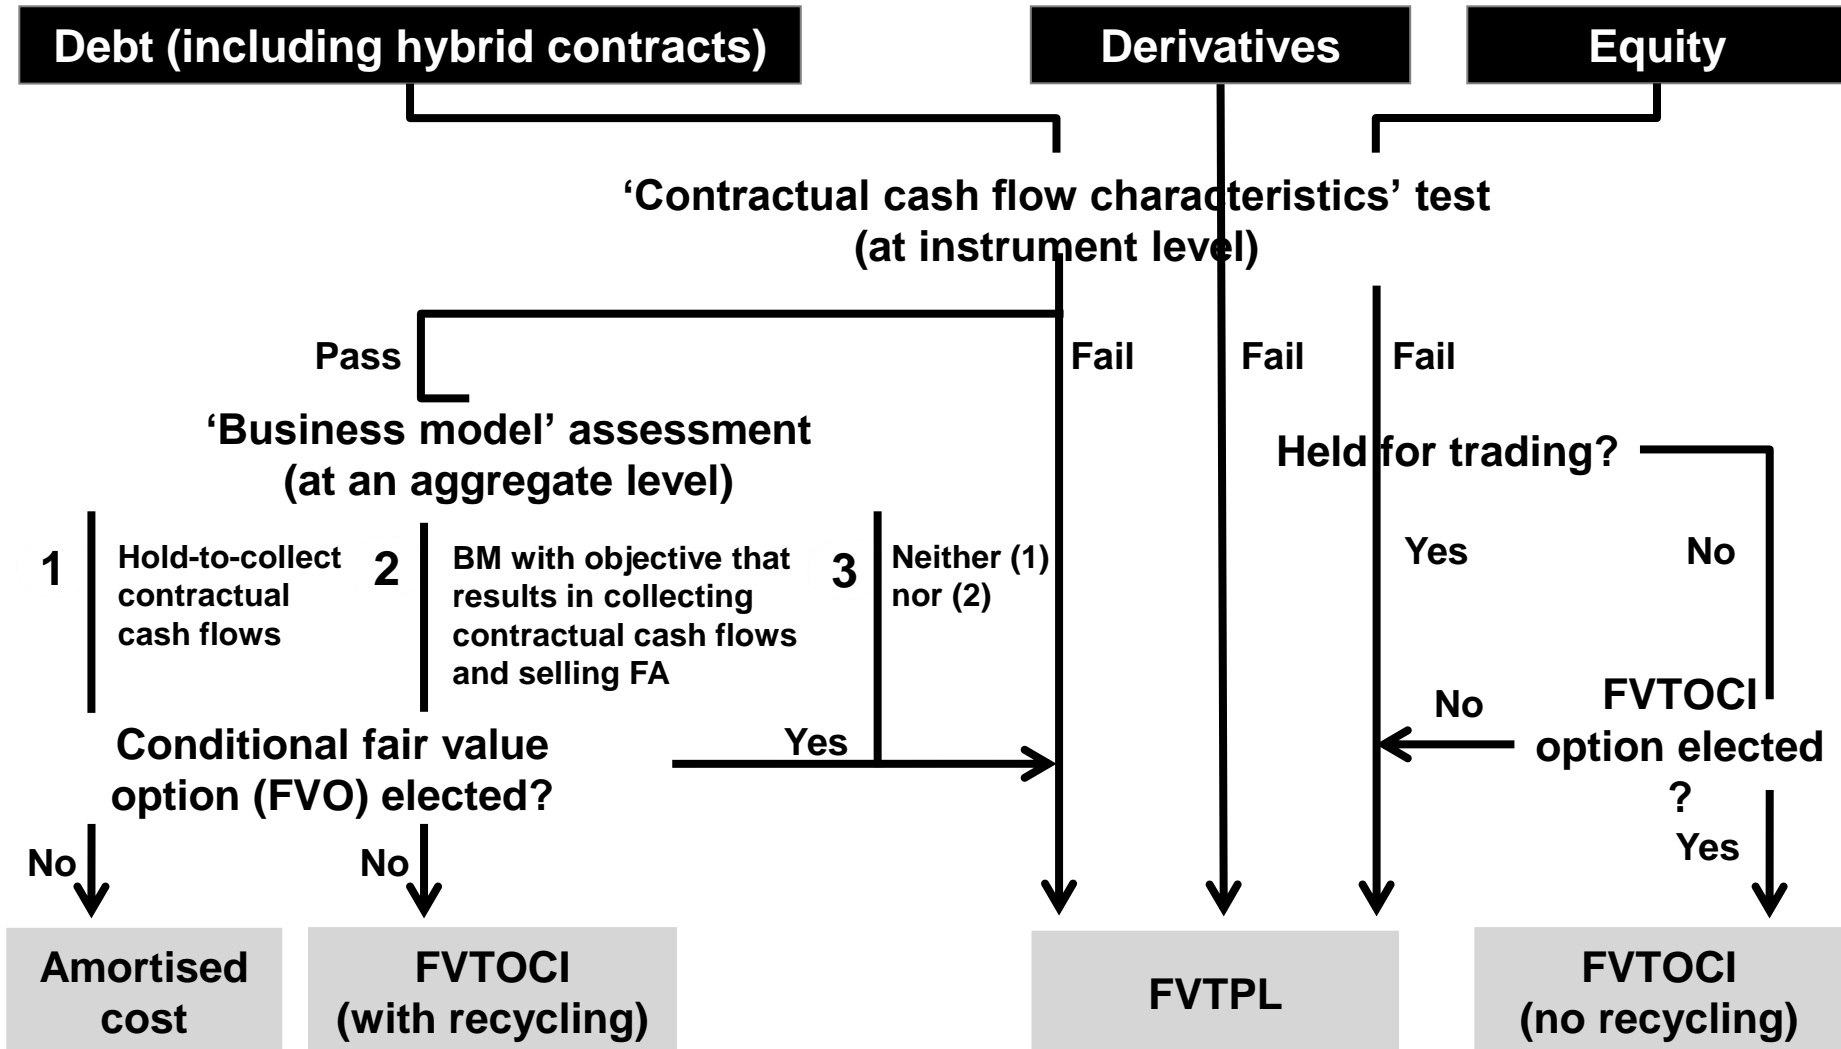 Debt (including hybrid contracts)
Derivatives
Equity
‘Contractual cash flow characteristics’ test
(at instrument level)
Pass
Fail
Fail
Fail
‘Business model’ assessment
(at an aggregate level)
Held for trading?
1
Hold-to-collect
contractual
cash flows
2
BM with objective that
results in collecting
contractual cash flows
and selling FA
3
Neither (1)
nor (2)
Yes
No
Conditional fair value
option (FVO) elected?
Yes
No
FVTOCI
option elected
?
No
No
Yes
Amortised
cost
FVTOCI
(with recycling)
FVTPL
FVTOCI
(no recycling)